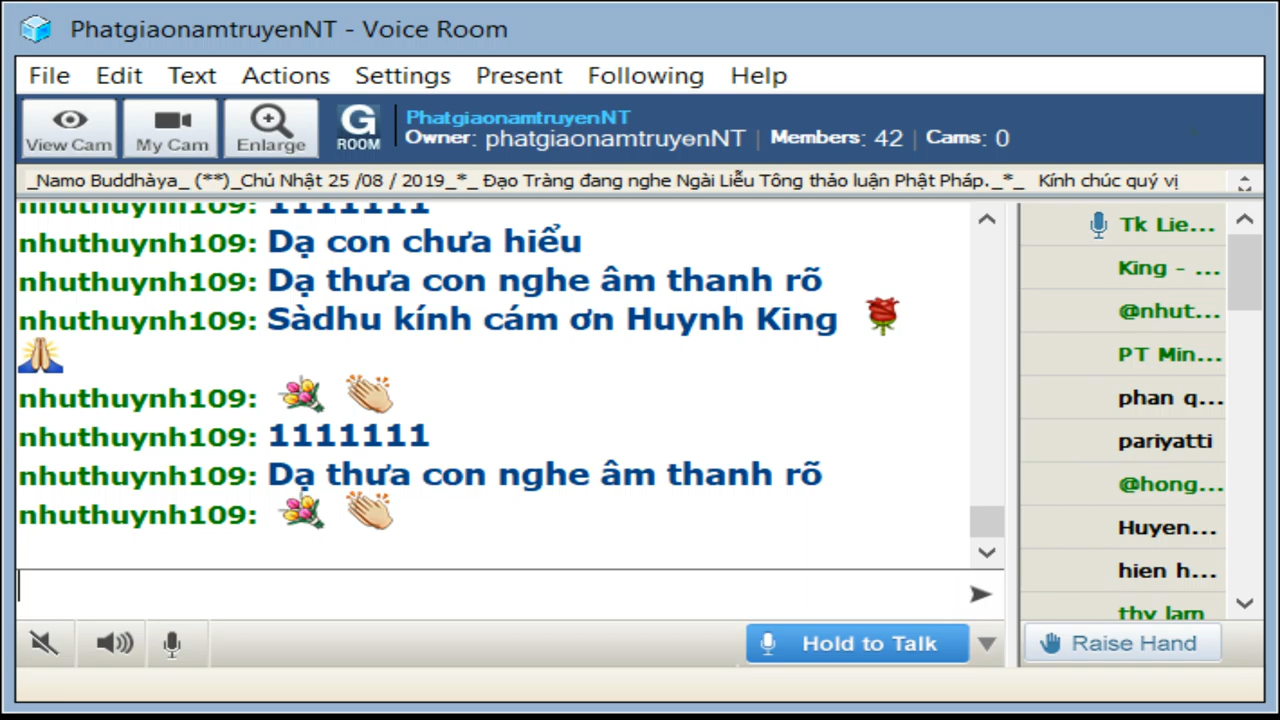 PhatgiaonamtruyenNT - Voice Room
File Edit Text Actions Settings Present Following Help
View Cam My Cam Enlarge G ROOM
PhatgiaonamtruyenNT
Owner: phatgiaonamtruyenNT | Members: 42 | Cams: 0
_Namo Buddhàya_ (**)_Chủ Nhật 25 /08 / 2019_*_ Đạo Tràng đang nghe Ngài Liễu Tông thảo luận Phật Pháp._*_ Kính chúc quý vị
nhuthuynh109: 1111111
nhuthuynh109: Dạ con chưa hiểu
nhuthuynh109: Dạ thưa con nghe âm thanh rõ
nhuthuynh109: Sàdhu kính cám ơn Huynh King
nhuthuynh109:
nhuthuynh109: 1111111
nhuthuynh109: Dạ thưa con nghe âm thanh rõ
nhuthuynh109:
Tk Lie...
King - ...
@nhut...
PT Min...
phan q...
pariyatti
@hong...
Huyen...
hien h...
thy lam
Hold to Talk
Raise Hand